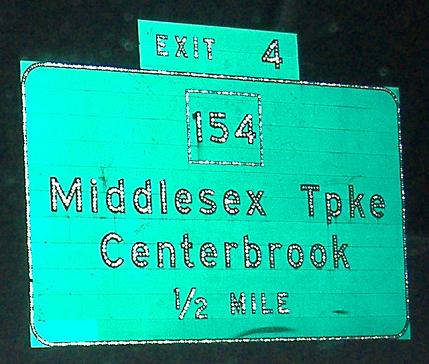 EXIT 4
154
Middlesex Tpke
Centerbrook
1/2 MILE